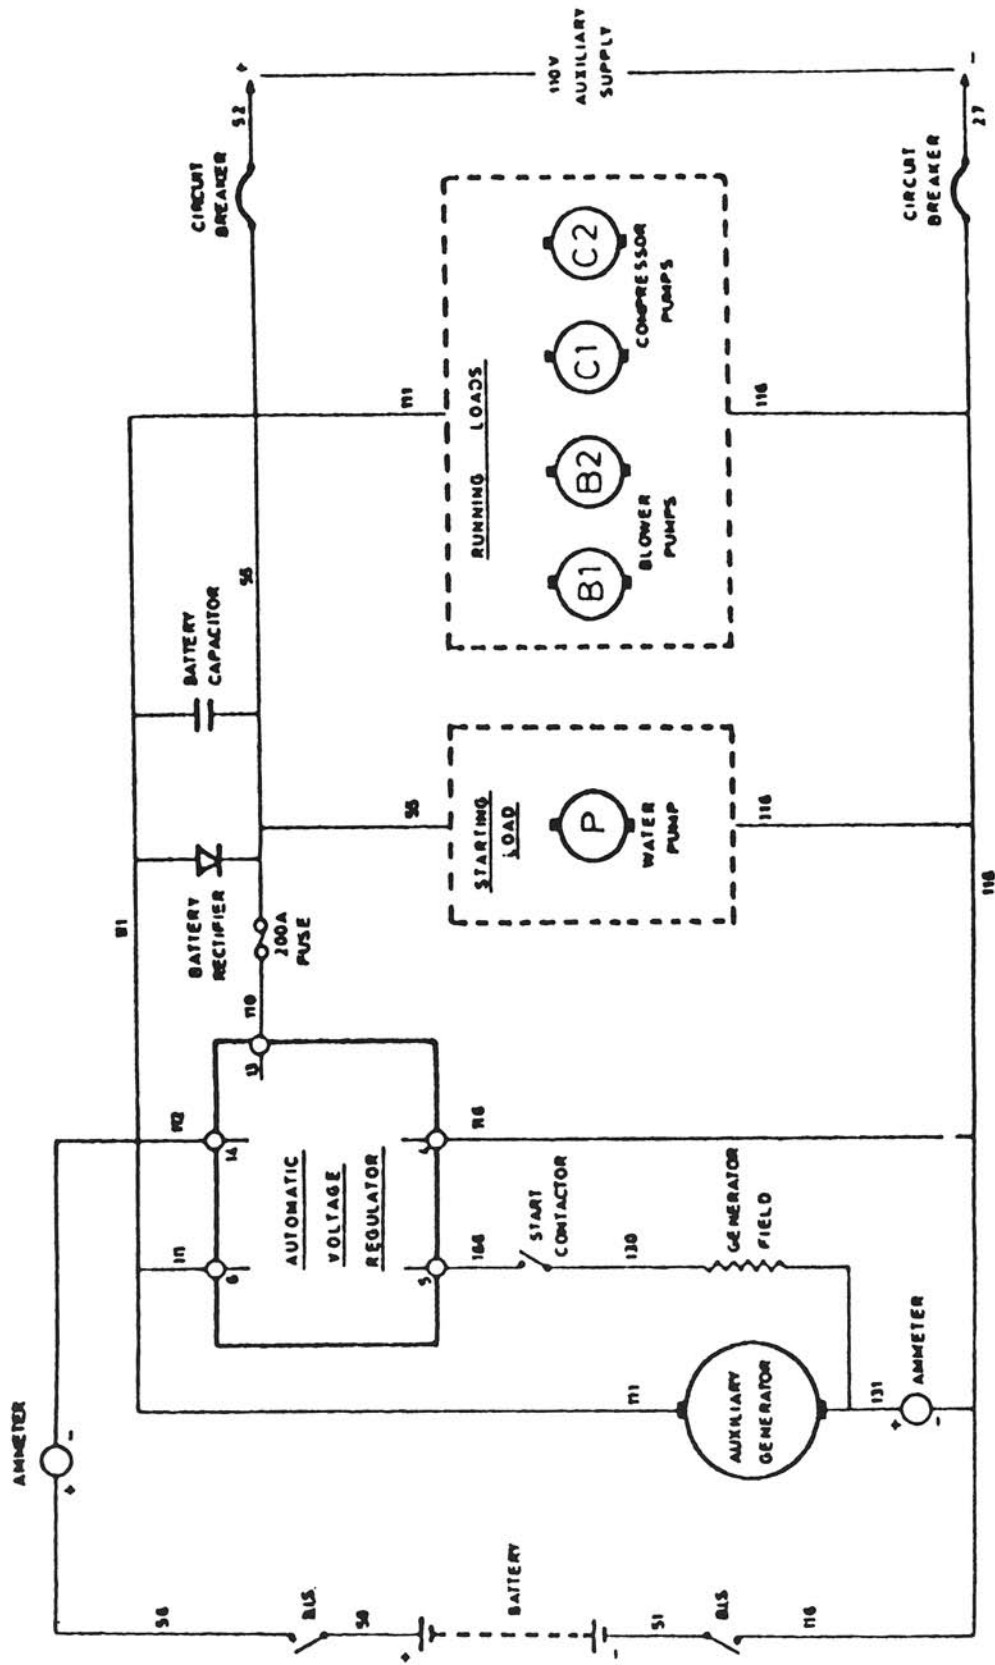 AMMETER
+
-
56
B.I.S.
50
+
BATTERY
-
51
B.I.S
116
112
111
14
6
AUTOMATIC
VOLTAGE
REGULATOR
13
110
4
5
116
166
START
CONTACTOR
130
GENERATOR
FIELD
111
AUXILIARY
GENERATOR
131
+
-
AMMETER
111
BATTERY
RECTIFIER
200A
FUSE
BATTERY
CAPACITOR
55
55
STARTING
LOAD
P
WATER
PUMP
116
116
111
RUNNING LOADS
B1
B2
C1
C2
BLOWER
PUMPS
COMPRESSOR
PUMPS
116
CIRCUIT
BREAKER
52
+
110V
AUXILIARY
SUPPLY
CIRCUIT
BREAKER
27
-